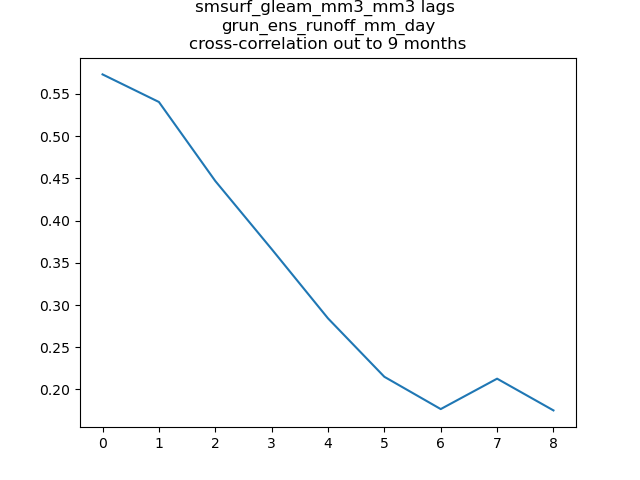 smsurf_gleam_mm3_mm3 lags
grun_ens_runoff_mm_day
cross-correlation out to 9 months
0.55
0.50
0.45
0.40
0.35
0.30
0.25
0.20
0 1 2 3 4 5 6 7 8